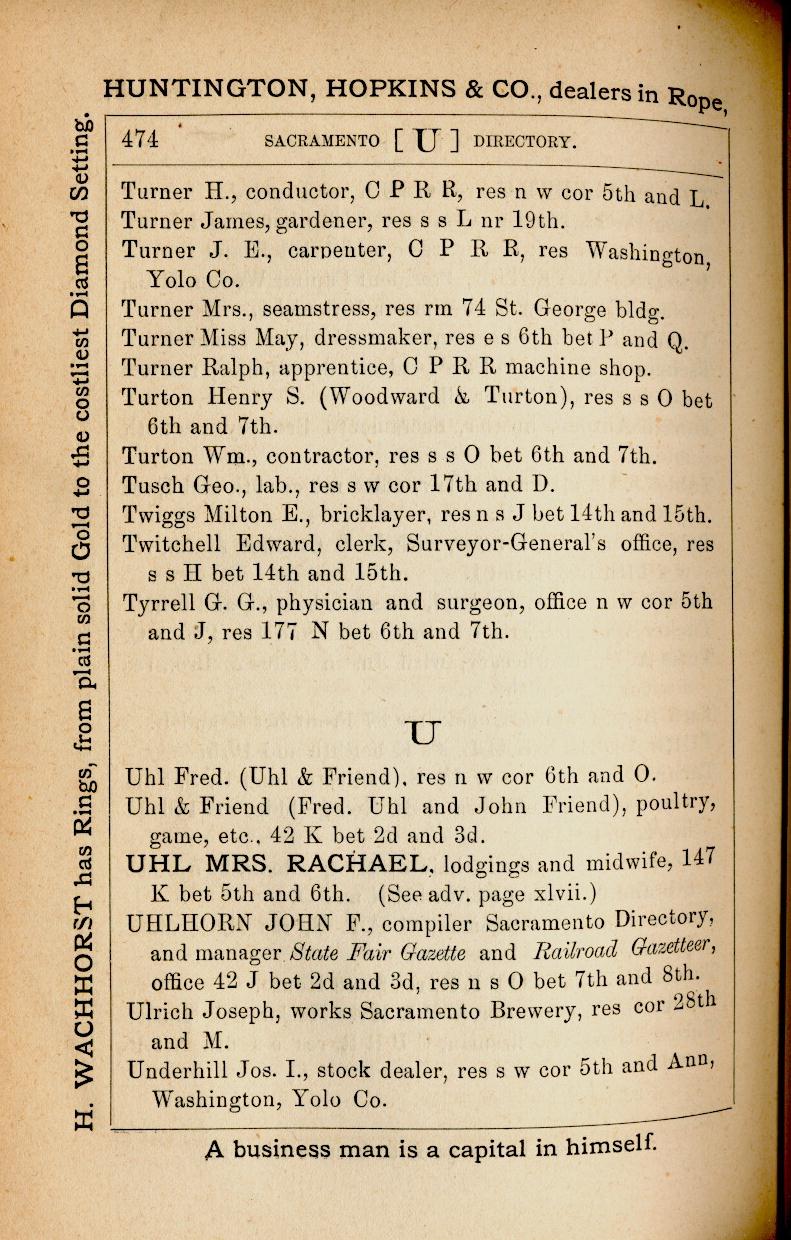 HUNTINGTON, HOPKINS & CO., dealers in Rope,
474 SACRAMENTO [ U ] DIRECTORY.
Turner H., conductor, C P R R, res n w cor 5th and L.
Turner James, gardener, res s s L nr 19th.
Turner J. E., carpenter, C P R R, res Washington,
Yolo Co.
Turner Mrs., seamstress, res rm 74 St. George bldg.
Turner Miss May, dressmaker, res e s 6th bet P and Q.
Turner Ralph, apprentice, C P R R machine shop.
Turton Henry S. (Woodward & Turton), res s s O bet
6th and 7th.
Turton Wm., contractor, res s s O bet 6th and 7th.
Tusch Geo., lab., res s w cor 17th and D.
Twiggs Milton E., bricklayer, res n s J bet 14th and 15th.
Twitchell Edward, clerk, Surveyor-General's office, res
s s H bet 14th and 15th.
Tyrrell G. G., physician and surgeon, office n w cor 5th
and J, res 177 N bet 6th and 7th.
U
Uhl Fred. (Uhl & Friend), res n w cor 6th and O.
Uhl & Friend (Fred. Uhl and John Friend), poultry,
game, etc., 42 K bet 2d and 3d.
UHL MRS. RACHAEL, lodgings and midwife, 147
K bet 5th and 6th. (See adv. page xlvii.)
UHLHORN JOHN F., compiler Sacramento Directory,
and manager State Fair Gazette and Railroad Gazetteer,
office 42 J bet 2d and 3d, res n s O bet 7th and 8th.
Ulrich Joseph, works Sacramento Brewery, res cor 28th
and M.
Underhill Jos. I., stock dealer, res s w cor 5th and Ann,
Washington, Yolo Co.
A business man is a capital in himself.
H. WACHHORST has Rings, from plain solid Gold to the costliest Diamond Setting.